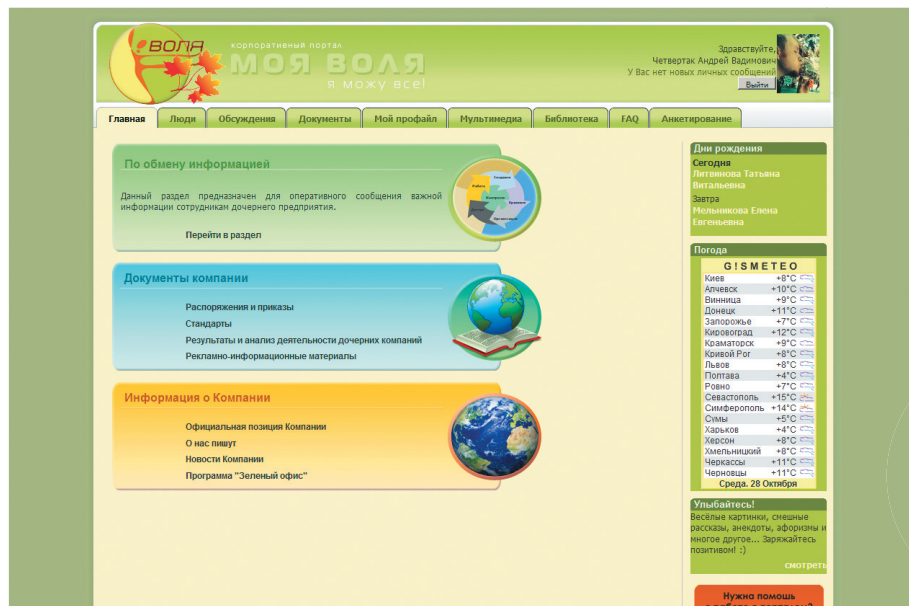 ВОЛЯ
корпоративный портал
МОЯ ВОЛЯ
я можу все!
Здравствуйте,
Четвертак Андрей Вадимович
У Вас нет новых личных сообщений
Выйти
Главная Люди Обсуждения Документы Мой профайл Мультимедиа Библиотека FAQ Анкетирование
По обмену информацией
Данный раздел предназначен для оперативного сообщения важной
информации сотрудникам дочернего предприятия.
Перейти в раздел
Документы компании
Распоряжения и приказы
Стандарты
Результаты и анализ деятельности дочерних компаний
Рекламно-информационные материалы
Информация о Компании
Официальная позиция Компании
О нас пишут
Новости Компании
Программа "Зеленый офис"
Дни рождения
Сегодня
Литвинова Татьяна
Витальевна
Завтра
Мельникова Елена
Евгеньевна
Погода
G!SMETEO
Киев +8°C
Алчевск +10°C
Винница +9°C
Донецк +11°C
Запорожье +7°C
Кировоград +12°C
Краматорск +9°C
Кривой Рог +8°C
Львов +8°C
Полтава +4°C
Ровно +7°C
Севастополь +15°C
Симферополь +14°C
Сумы +5°C
Харьков +4°C
Херсон +8°C
Хмельницкий +8°C
Черкассы +11°C
Черновцы +11°C
Среда. 28 Октября
Улыбайтесь!
Весёлые картинки, смешные
рассказы, анекдоты, афоризмы и
многое другое... Заряжайтесь
позитивом! :)
смотреть
Нужна помощь